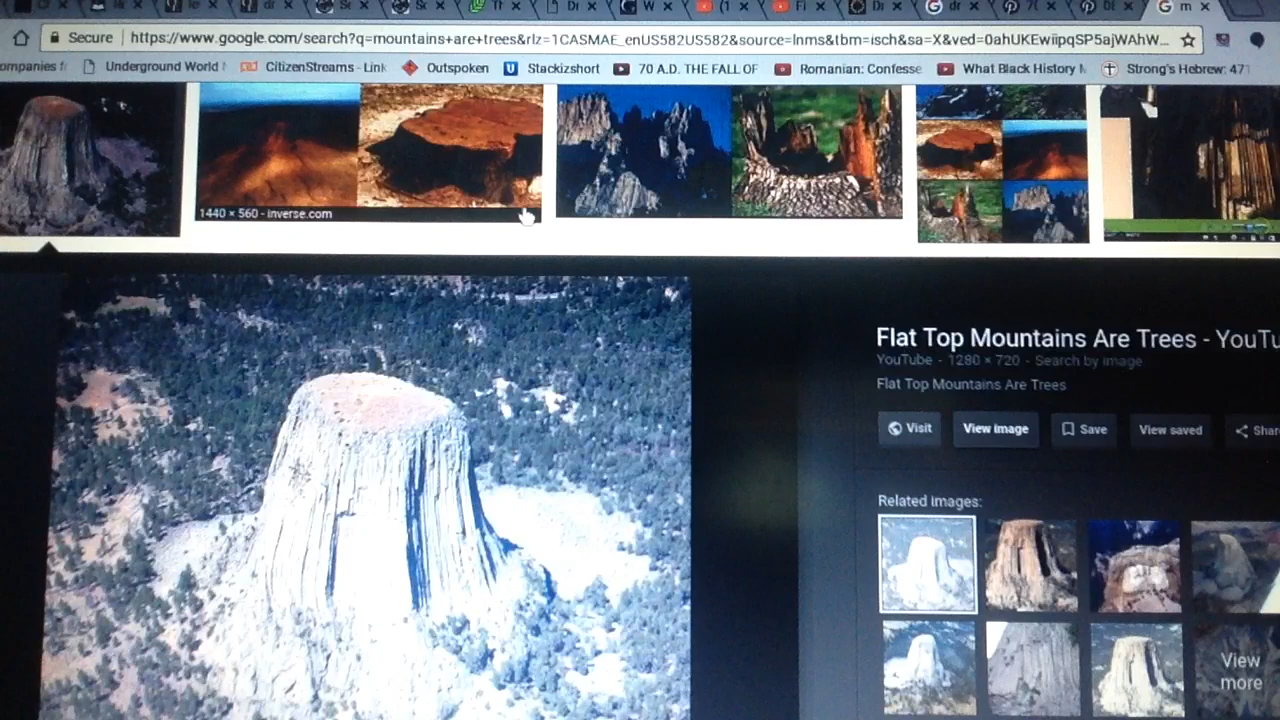 Secure https://www.google.com/search?q=mountains+are+trees&rlz=1CASMAE_enUS582US582&source=lnms&tbm=isch&sa=X&ved=0ahUKEwiipqSP5ajWAhW...
Underground World CitizenStreams - Link Outspoken Stackizshort 70 A.D. THE FALL OF Romanian: Confesse What Black History Strong's Hebrew: 471
1440 × 560 - inverse.com
Flat Top Mountains Are Trees - YouTu
YouTube - 1280 × 720 - Search by image
Flat Top Mountains Are Trees
Visit View image Save View saved Shar
Related images:
View
more